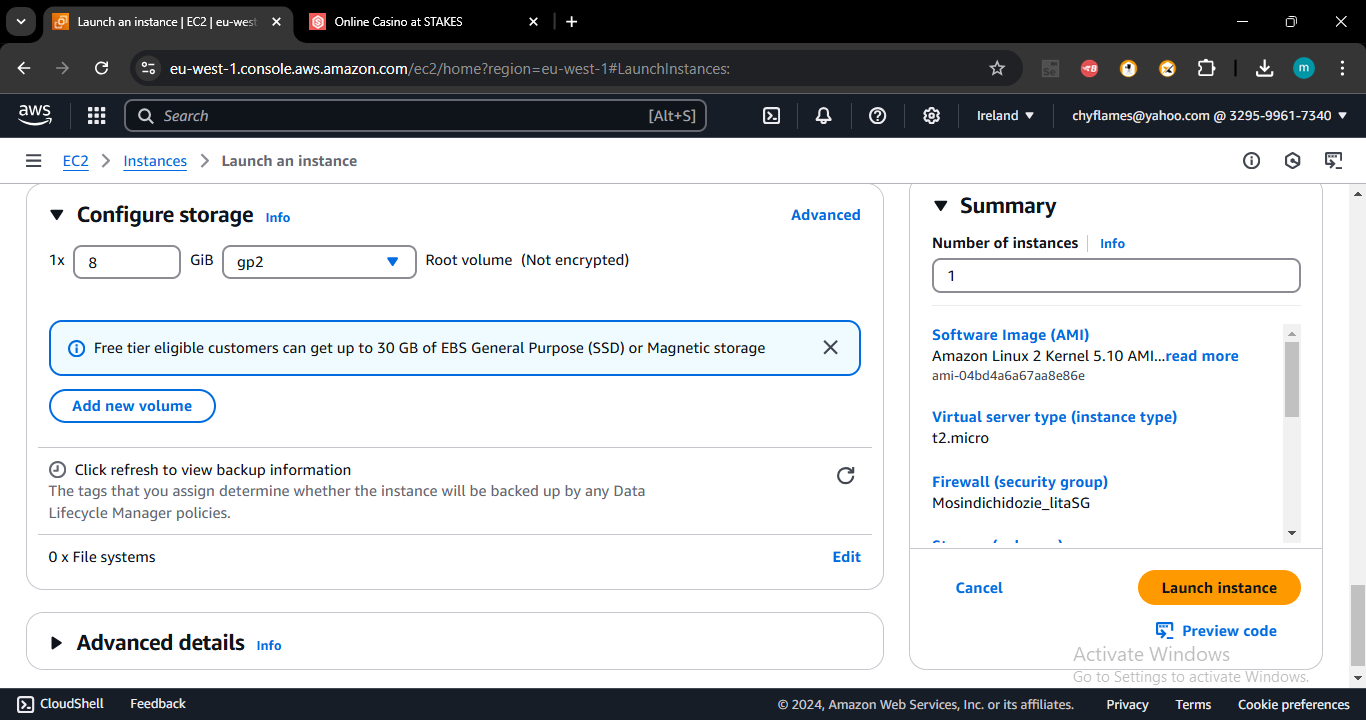 Launch an instance | EC2 | eu-west
Online Casino at STAKES
eu-west-1.console.aws.amazon.com/ec2/home?region=eu-west-1#LaunchInstances:
m
aws
Search
[Alt+S]
Ireland
chyflames@yahoo.com @ 3295-9961-7340
EC2
Instances
Launch an instance
Configure storage
Info
Advanced
1x
8
GiB
gp2
Root volume (Not encrypted)
Free tier eligible customers can get up to 30 GB of EBS General Purpose (SSD) or Magnetic storage
Add new volume
Click refresh to view backup information
The tags that you assign determine whether the instance will be backed up by any Data
Lifecycle Manager policies.
0 x File systems
Edit
Advanced details
Info
Summary
Number of instances
Info
1
Software Image (AMI)
Amazon Linux 2 Kernel 5.10 AMI...read more
ami-04bd4a6a67aa8e86e
Virtual server type (instance type)
t2.micro
Firewall (security group)
Mosindichidozie_litaSG
Cancel
Launch instance
Preview code
Activate Windows
Go to Settings to activate Windows.
CloudShell
Feedback
© 2024, Amazon Web Services, Inc. or its affiliates.
Privacy
Terms
Cookie preferences